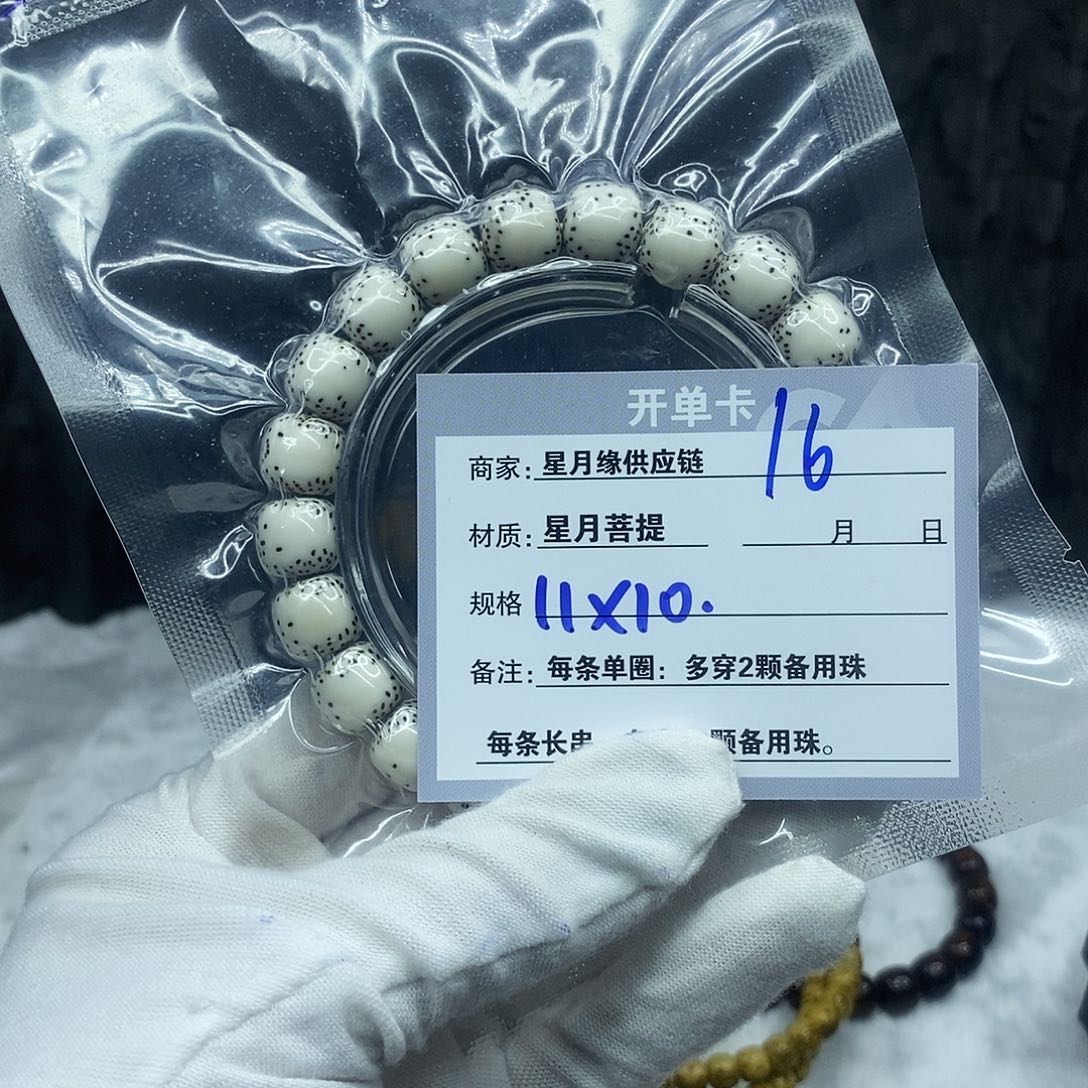 开单卡
16
商家: 星月缘供应链
材质: 星月菩提 月 日
规格 11X10.
备注: 每条单圈: 多穿2颗备用珠
每条长串 颗备用珠。